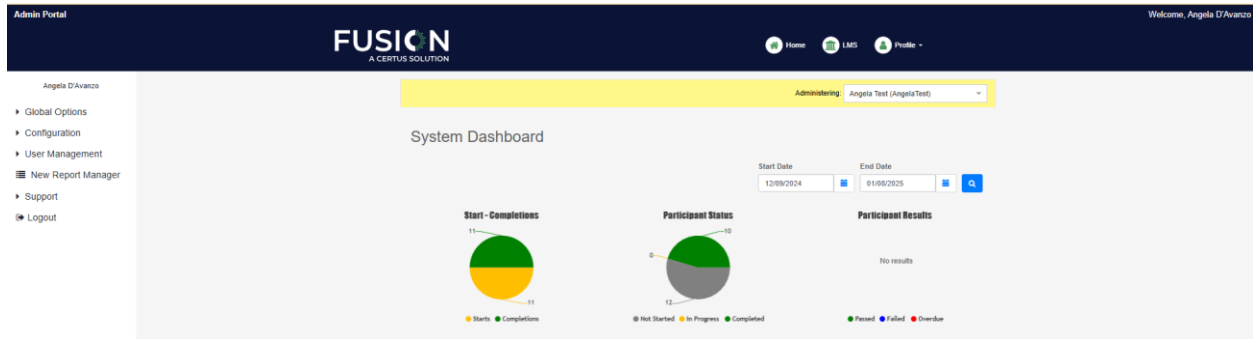 Admin Portal
Welcome, Angela D'Avanzo
FUSION
A CERTUS SOLUTION
Home
LMS
Profile
Angela D'Avanzo
Global Options
Configuration
User Management
New Report Manager
Support
Logout
Administering:
Angela Test (AngelaTest)
System Dashboard
Start Date
End Date
12/09/2024
01/08/2025
Start - Completions
11
11
Starts
Completions
Participant Status
10
0
12
Not Started
In Progress
Completed
Participant Results
No results
Passed
Failed
Overdue